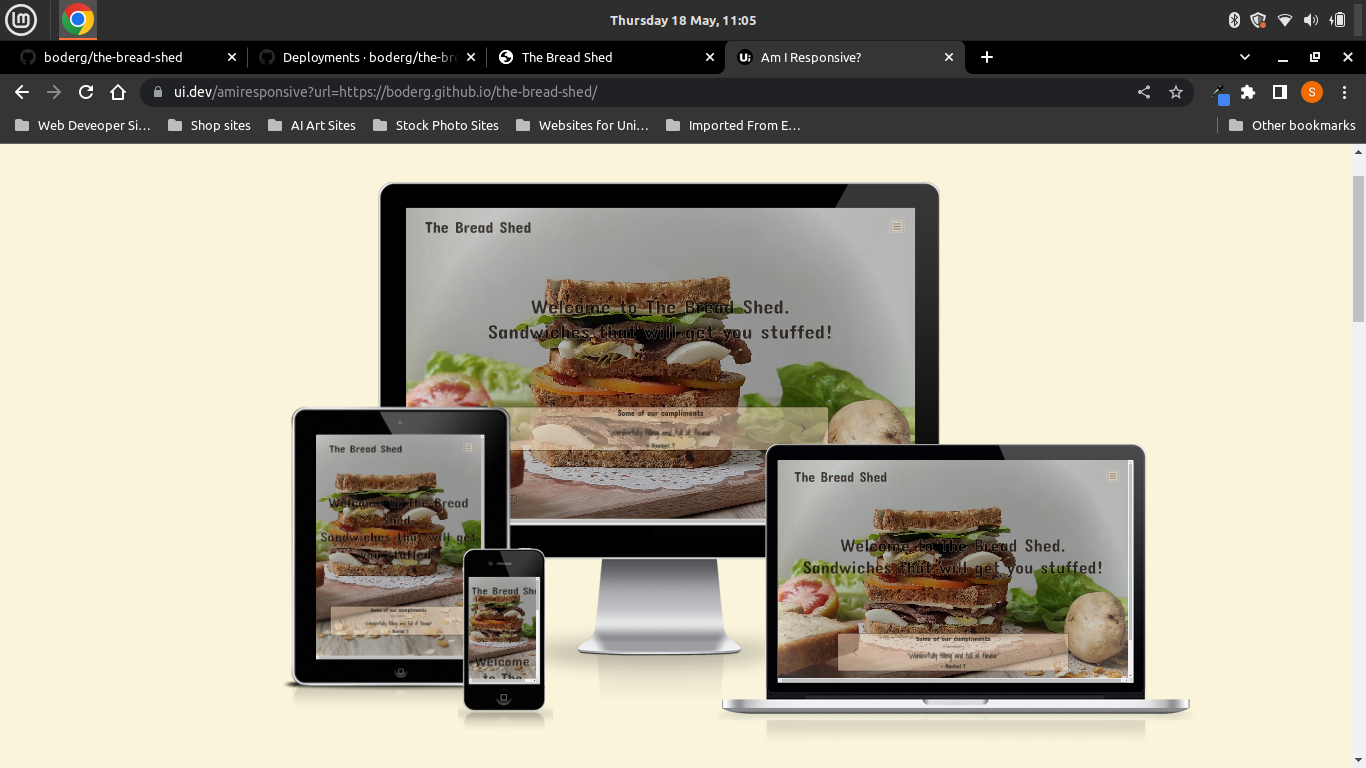 Thursday 18 May, 11:05
boderg/the-bread-shed
Deployments · boderg/the-bre
The Bread Shed
Ui
Am I Responsive?
ui.dev/amiresponsive?url=https://boderg.github.io/the-bread-shed/
S
Web Deveoper Si…
Shop sites
AI Art Sites
Stock Photo Sites
Websites for Uni…
Imported From E…
Other bookmarks
The Bread Shed
Welcome to The Bread Shed.
Sandwiches that will get you stuffed!
Some of our compliments
Wonderfully filling and full of flavour"
- Rachel T
The Bread Shed
Welcome to The Bread
Shed.
Sandwiches that will get
you stuffed!
Some of our compliments
"Wonderfully filling and full of flavour"
- Rachel T
The Bread Sh
Welcome
to The
The Bread Shed
Welcome to The Bread Shed.
Sandwiches that will get you stuffed!
Some of our compliments
"Wonderfully filling and full of flavour"
- Rachel T